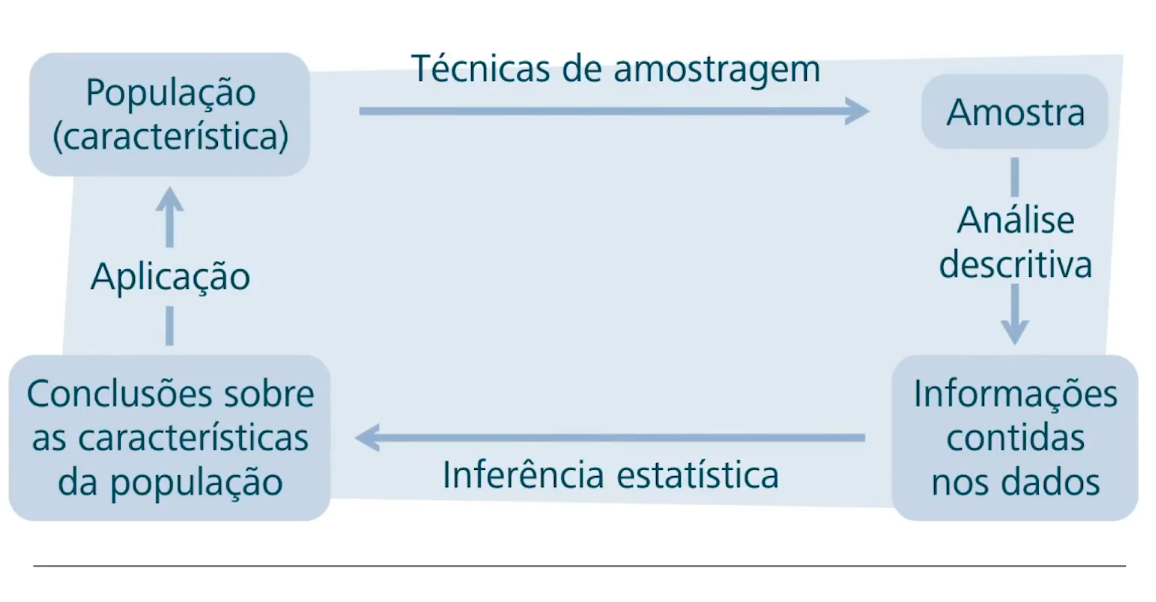 Técnicas de amostragem
População
(característica)
Amostra
Análise
descritiva
Aplicação
Conclusões sobre
as características
da população
Informações
contidas
nos dados
Inferência estatística